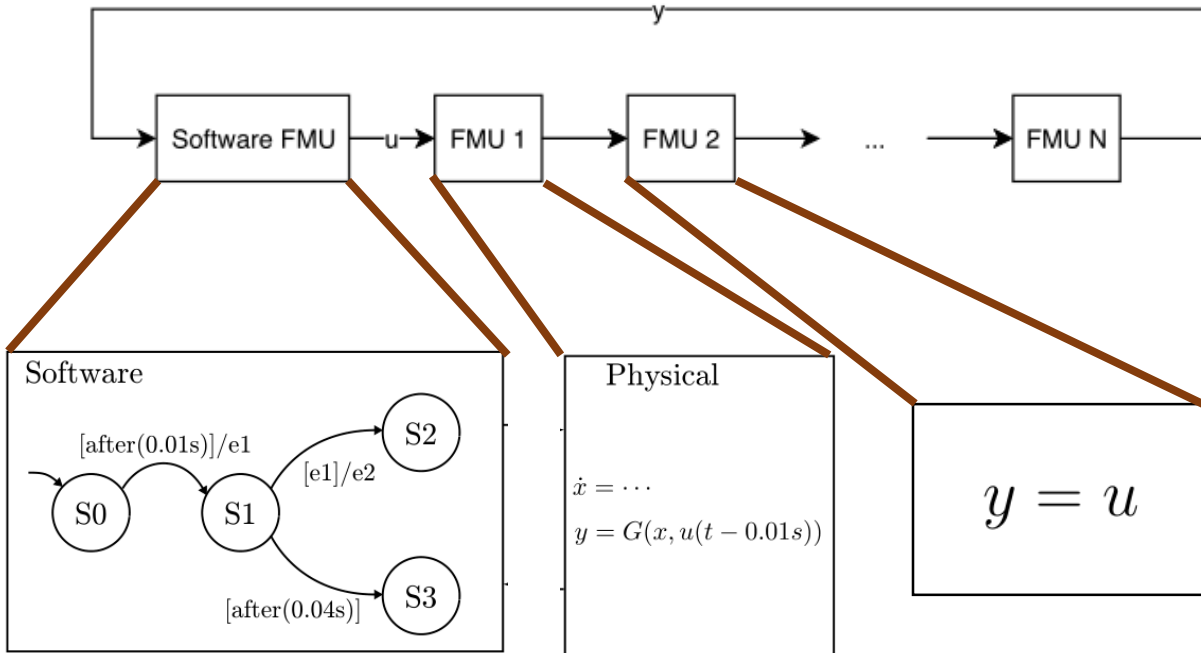 y
Software FMU
u
FMU 1
FMU 2
...
FMU N
Software
[after(0.01s)]/e1
S0
S1
S2
[e1]/e2
[after(0.04s)]
S3
Physical
ẋ = ⋯
y = G(x, u(t − 0.01s))
y = u